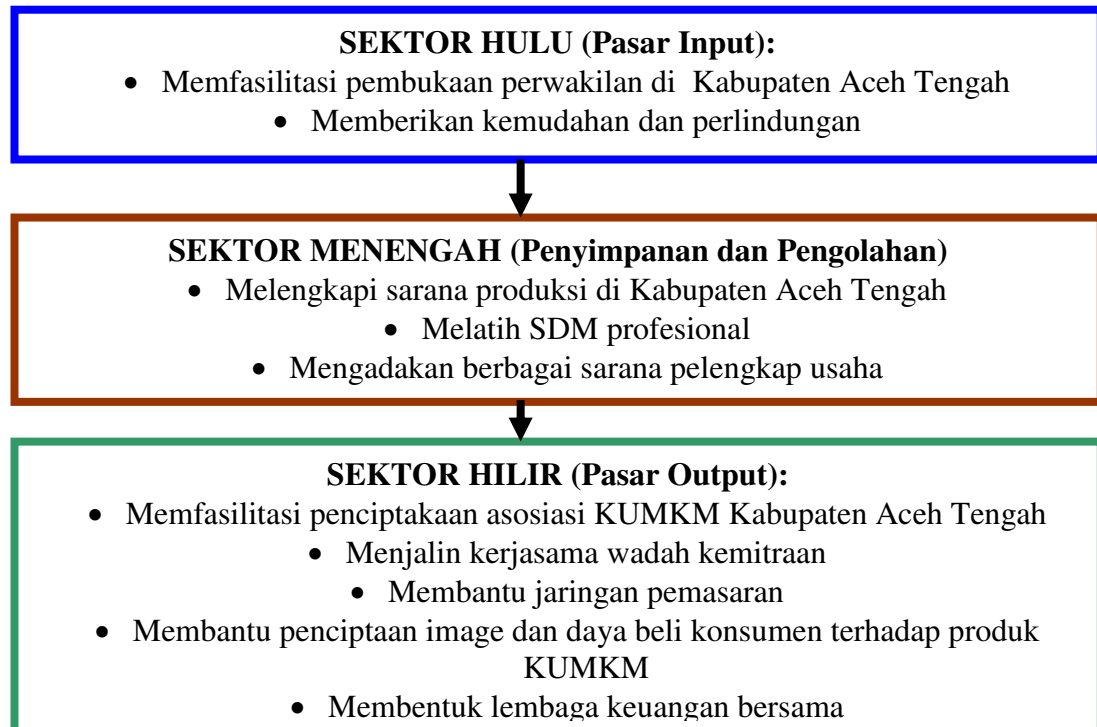 SEKTOR HULU (Pasar Input):
• Memfasilitasi pembukaan perwakilan di Kabupaten Aceh Tengah
• Memberikan kemudahan dan perlindungan
SEKTOR MENENGAH (Penyimpanan dan Pengolahan)
• Melengkapi sarana produksi di Kabupaten Aceh Tengah
• Melatih SDM profesional
• Mengadakan berbagai sarana pelengkap usaha
SEKTOR HILIR (Pasar Output):
• Memfasilitasi penciptakaan asosiasi KUMKM Kabupaten Aceh Tengah
• Menjalin kerjasama wadah kemitraan
• Membantu jaringan pemasaran
• Membantu penciptaan image dan daya beli konsumen terhadap produk
KUMKM
• Membentuk lembaga keuangan bersama